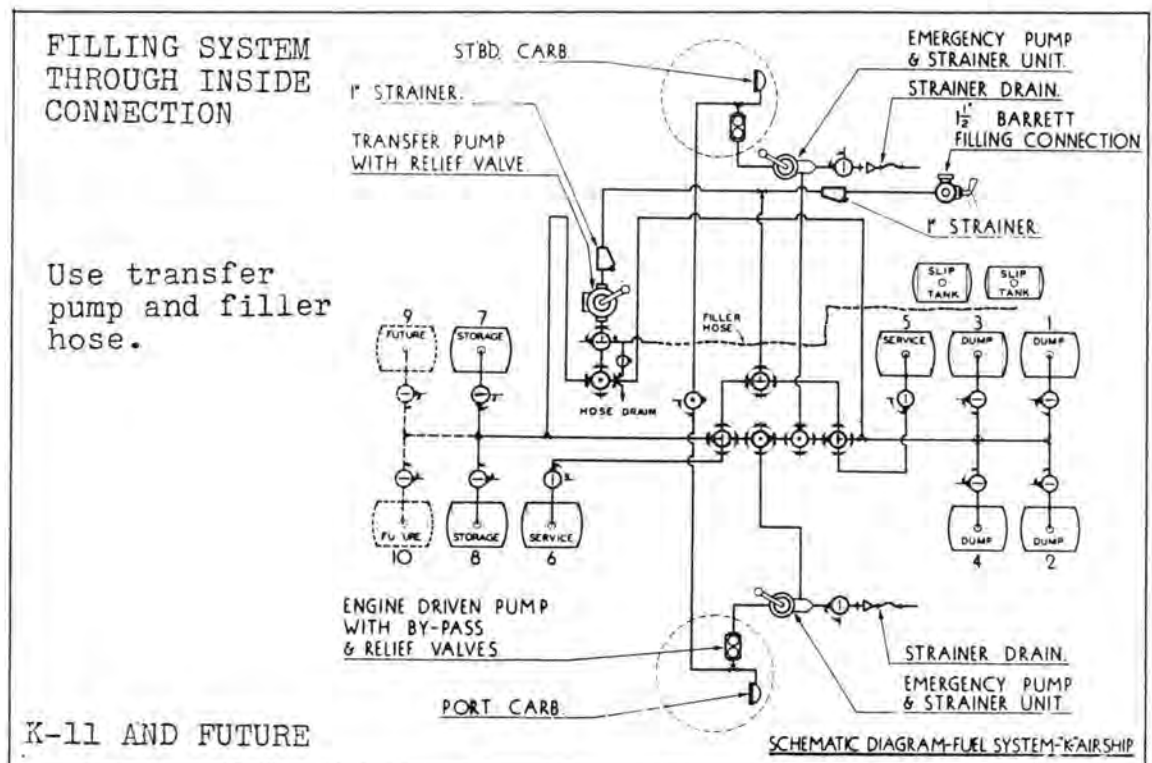 FILLING SYSTEM
THROUGH INSIDE
CONNECTION
Use transfer
pump and filler
hose.
K-11 AND FUTURE
STBD. CARB.
1" STRAINER.
TRANSFER PUMP
WITH RELIEF VALVE.
EMERGENCY PUMP
& STRAINER UNIT.
STRAINER DRAIN.
1½" BARRETT
FILLING CONNECTION
1" STRAINER
SLIP
TANK
SLIP
TANK
FILLER
HOSE
HOSE DRAIN
9
FUTURE
7
STORAGE
5
SERVICE
3
DUMP
1
DUMP
FUTURE
10
STORAGE
8
SERVICE
6
DUMP
4
DUMP
2
ENGINE DRIVEN PUMP
WITH BY-PASS
& RELIEF VALVES
PORT CARB.
STRAINER DRAIN.
EMERGENCY PUMP
& STRAINER UNIT.
SCHEMATIC DIAGRAM-FUEL SYSTEM-"K"AIRSHIP